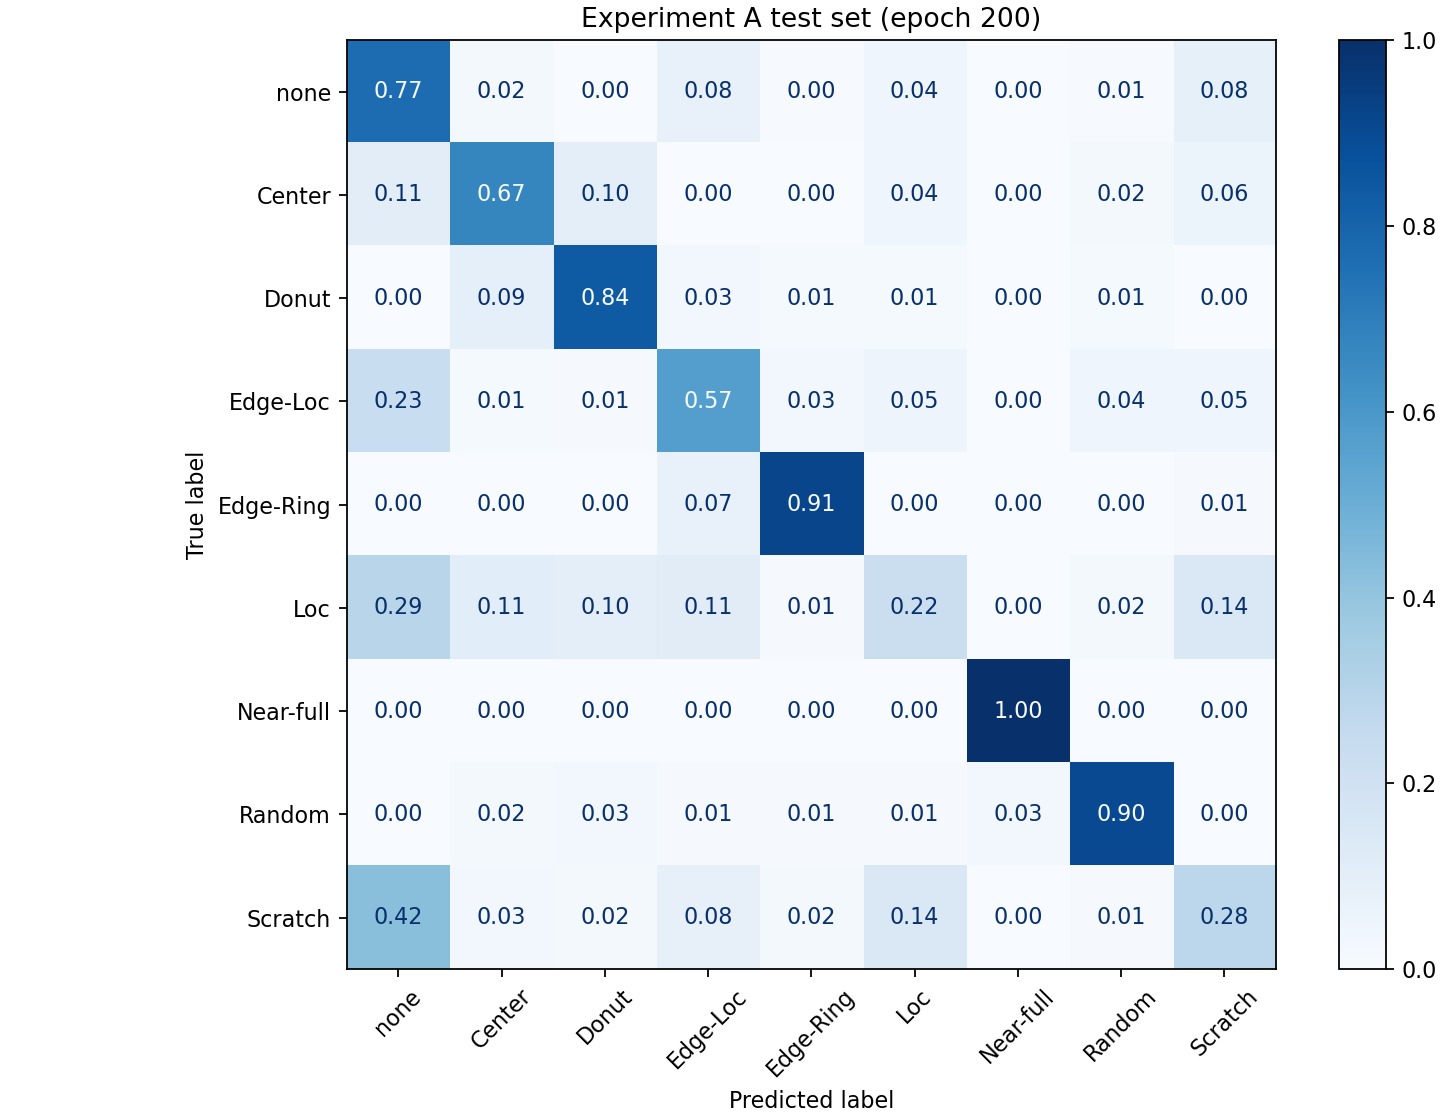 Experiment A test set (epoch 200)
none 0.77 0.02 0.00 0.08 0.00 0.04 0.00 0.01 0.08
Center 0.11 0.67 0.10 0.00 0.00 0.04 0.00 0.02 0.06
Donut 0.00 0.09 0.84 0.03 0.01 0.01 0.00 0.01 0.00
Edge-Loc 0.23 0.01 0.01 0.57 0.03 0.05 0.00 0.04 0.05
Edge-Ring 0.00 0.00 0.00 0.07 0.91 0.00 0.00 0.00 0.01
Loc 0.29 0.11 0.10 0.11 0.01 0.22 0.00 0.02 0.14
Near-full 0.00 0.00 0.00 0.00 0.00 0.00 1.00 0.00 0.00
Random 0.00 0.02 0.03 0.01 0.01 0.01 0.03 0.90 0.00
Scratch 0.42 0.03 0.02 0.08 0.02 0.14 0.00 0.01 0.28
True label
none Center Donut Edge-Loc Edge-Ring Loc Near-full Random Scratch
Predicted label
1.0
0.8
0.6
0.4
0.2
0.0